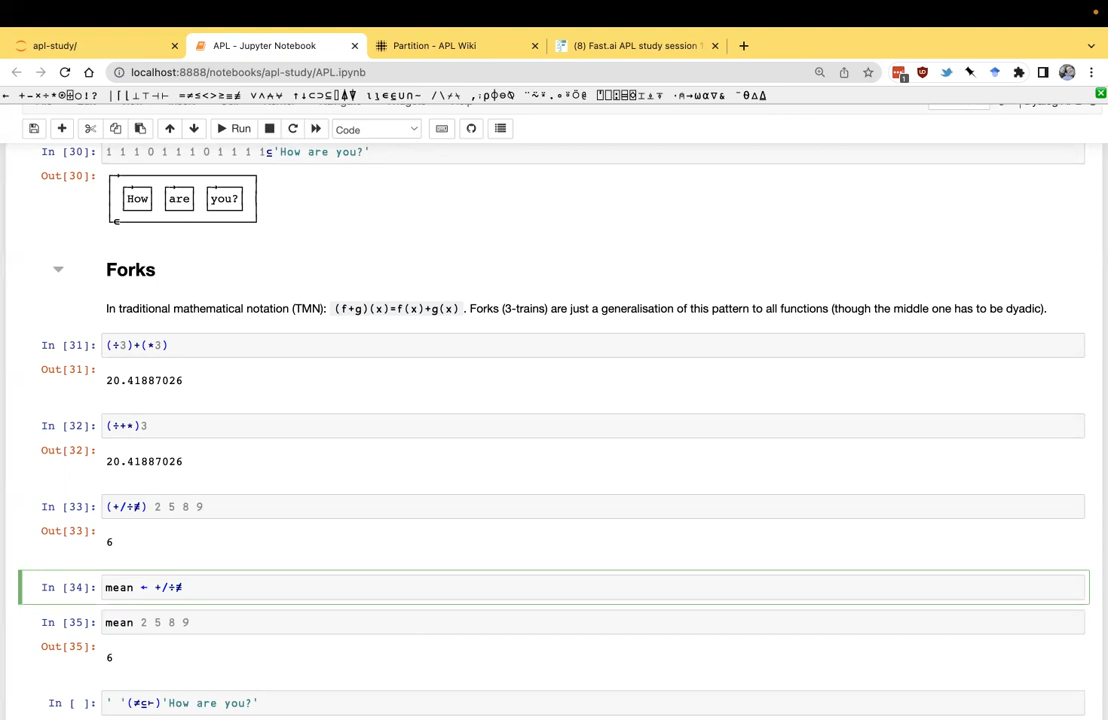 apl-study/
APL - Jupyter Notebook
Partition - APL Wiki
(8) Fast.ai APL study session 1
localhost:8888/notebooks/apl-study/APL.ipynb
Run
Code
In [30]: 1 1 1 0 1 1 1 0 1 1 1 1⊆'How are you?'
Out[30]:
How are you?
Forks
In traditional mathematical notation (TMN): (f+g)(x)=f(x)+g(x) . Forks (3-trains) are just a generalisation of this pattern to all functions (though the middle one has to be dyadic).
In [31]: (÷3)+(*3)
Out[31]:
20.41887026
In [32]: (÷+*)3
Out[32]:
20.41887026
In [33]: (+/÷≢) 2 5 8 9
Out[33]:
6
In [34]: mean ← +/÷≢
In [35]: mean 2 5 8 9
Out[35]:
6
In [ ]: ' '(≠⊆⊢)'How are you?'